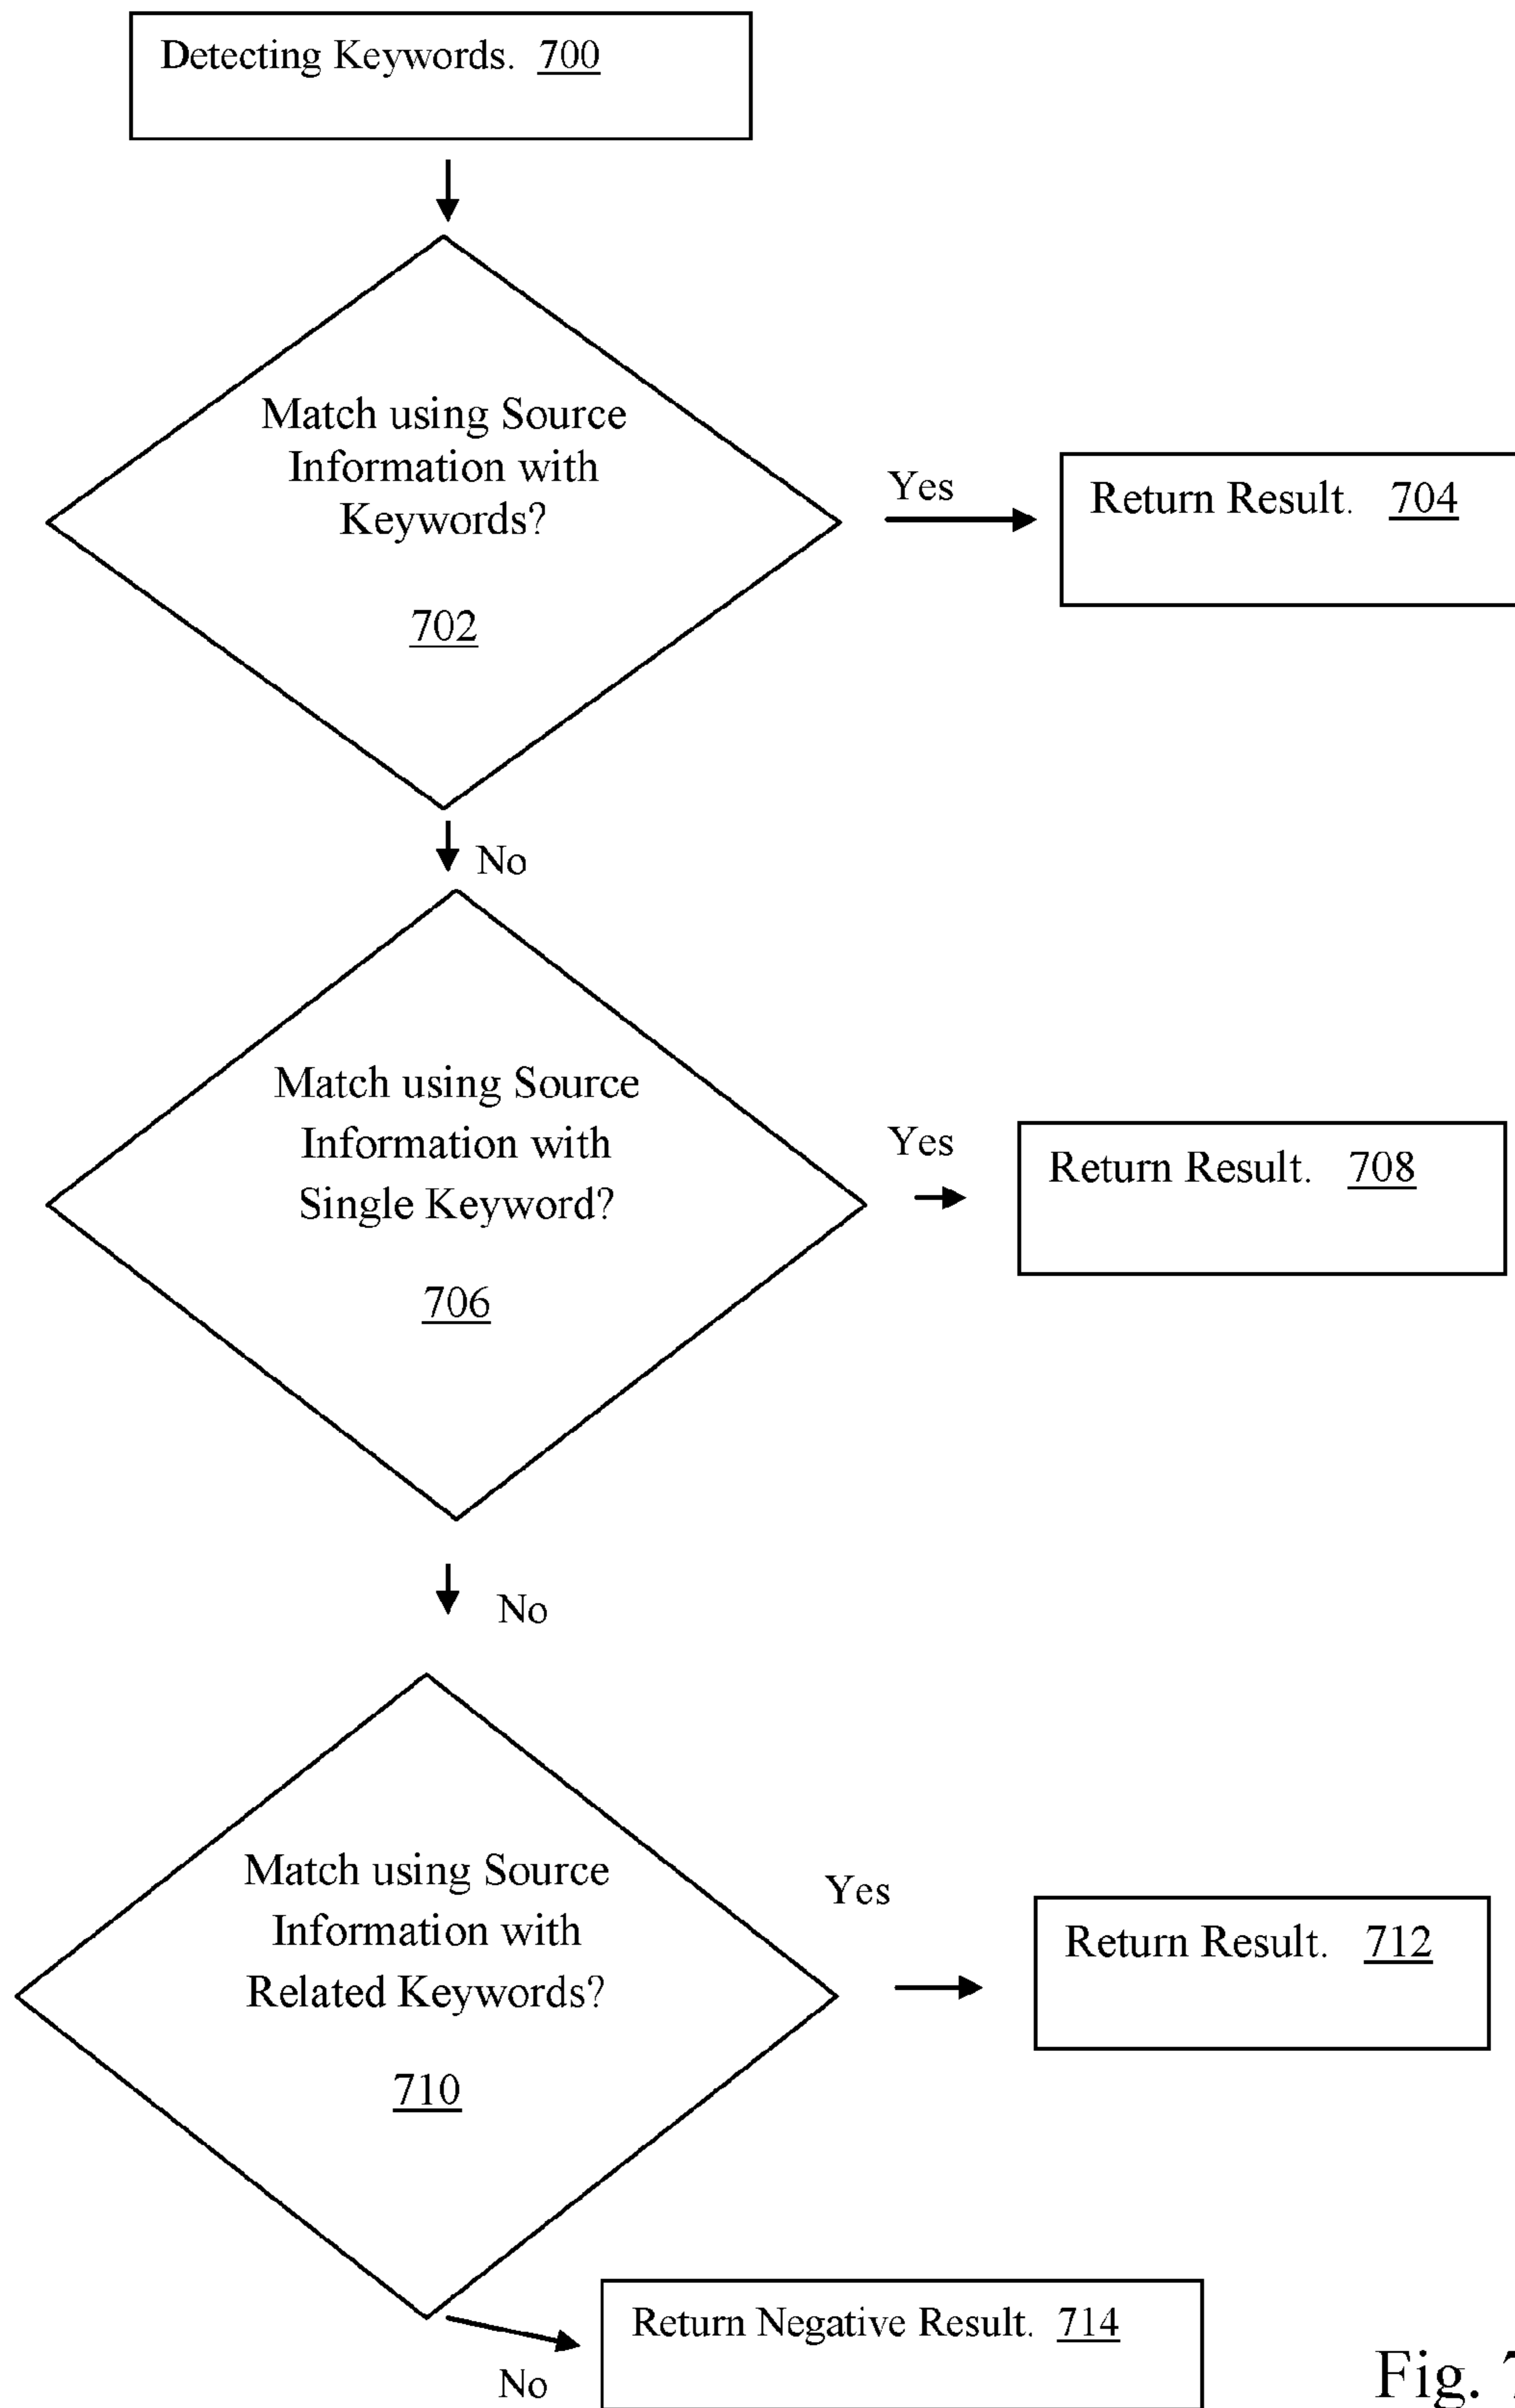 Detecting Keywords. 700
Match using Source
Information with
Keywords?
702
Yes
Return Result. 704
No
Match using Source
Information with
Single Keyword?
706
Yes
Return Result. 708
No
Match using Source
Information with
Related Keywords?
710
Yes
Return Result. 712
Return Negative Result. 714
No
Fig. 7